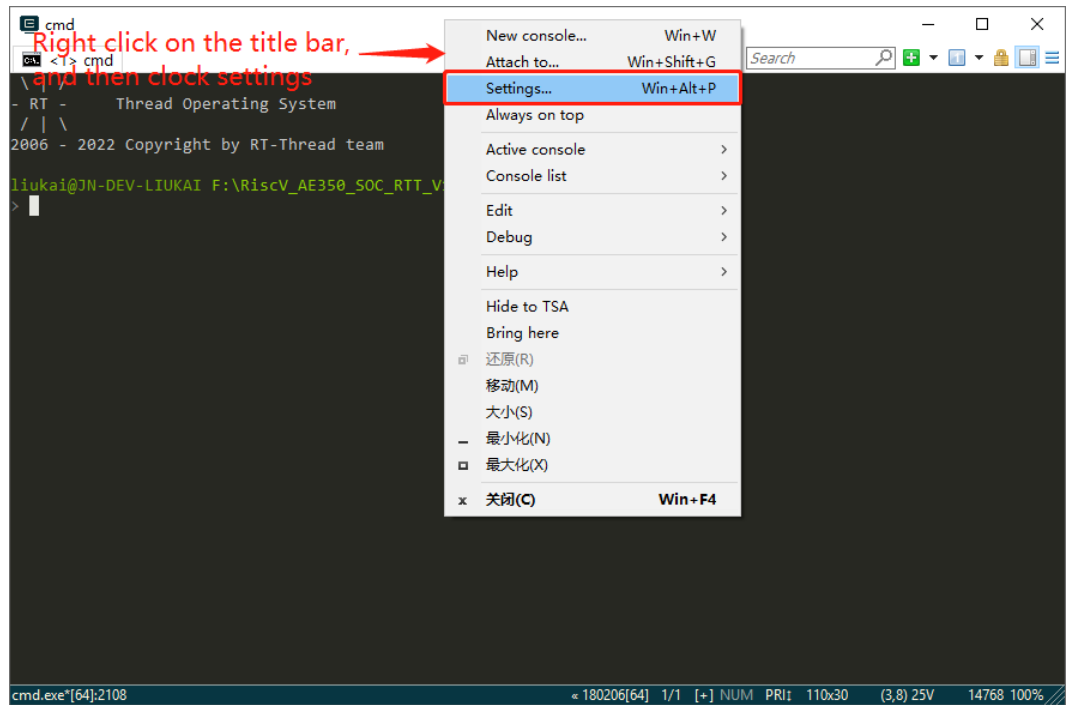 cmd
Right click on the title bar,
and then clock settings
<1> cmd
Search
\ | /
- RT -     Thread Operating System
/ | \
2006 - 2022 Copyright by RT-Thread team
liukai@JN-DEV-LIUKAI F:\RiscV_AE350_SOC_RTT_V
>
New console... Win+W
Attach to... Win+Shift+G
Settings... Win+Alt+P
Always on top
Active console >
Console list >
Edit >
Debug >
Help >
Hide to TSA
Bring here
还原(R)
移动(M)
大小(S)
最小化(N)
最大化(X)
x 关闭(C) Win+F4
cmd.exe*[64]:2108
« 180206[64] 1/1 [+] NUM PRI↕ 110x30 (3,8) 25V 14768 100%